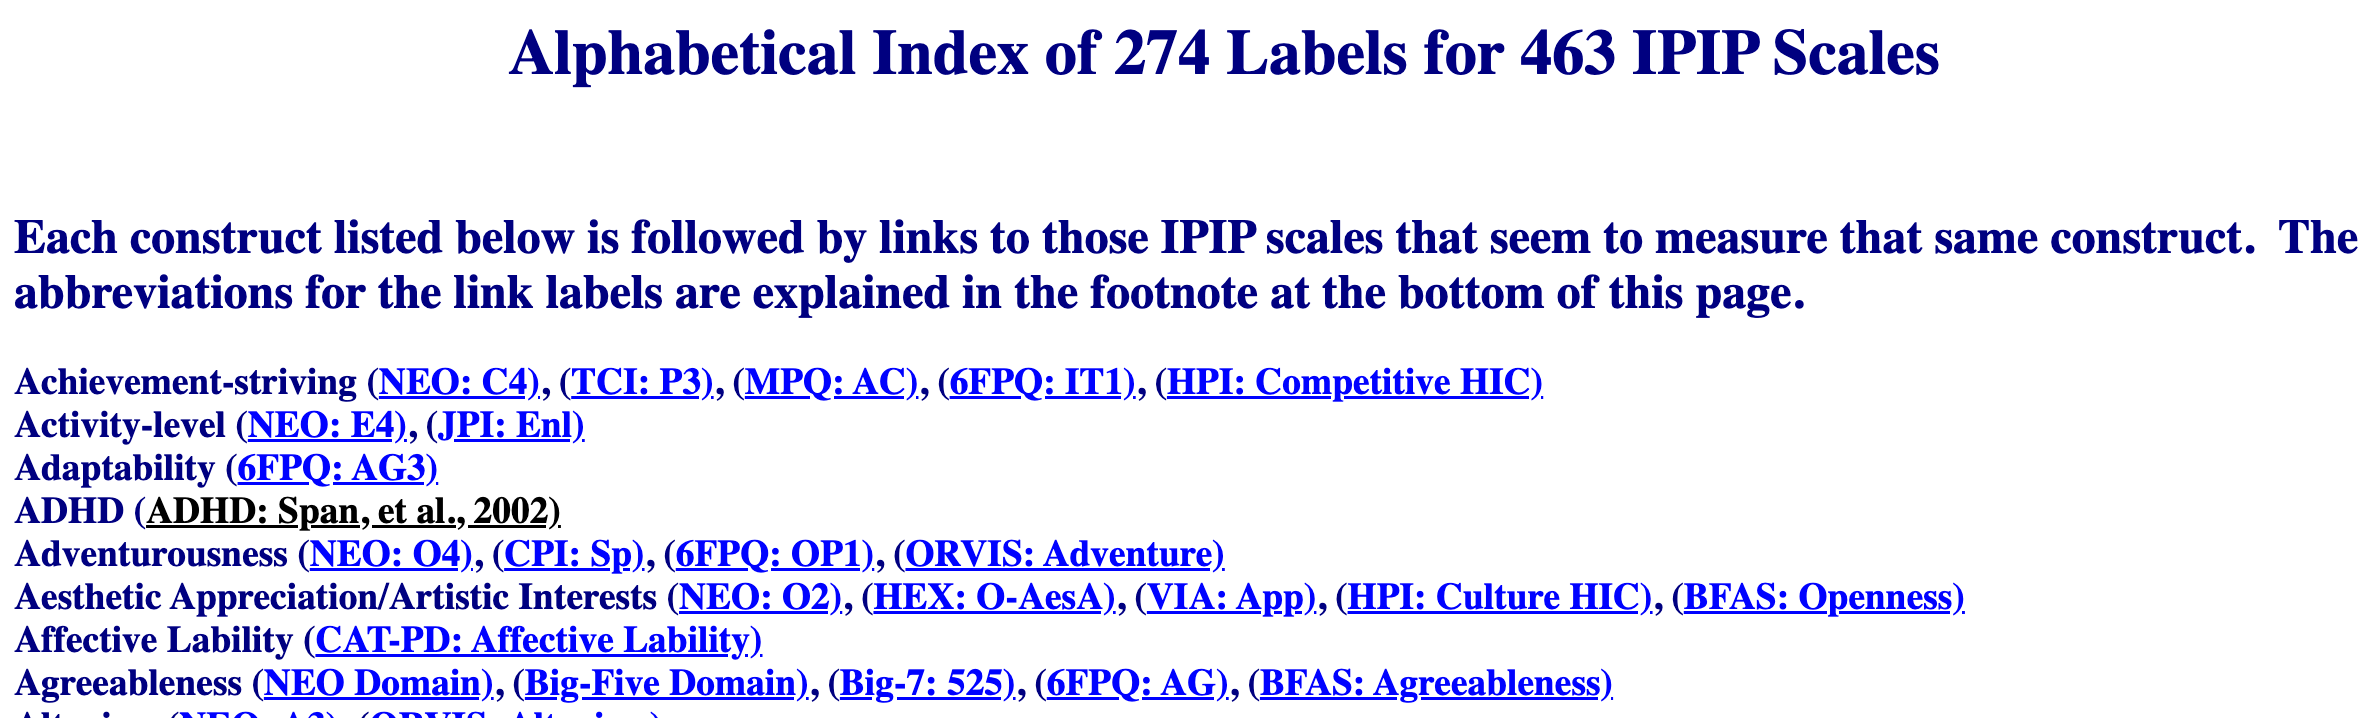 Alphabetical Index of 274 Labels for 463 IPIP Scales
Each construct listed below is followed by links to those IPIP scales that seem to measure that same construct.  The
abbreviations for the link labels are explained in the footnote at the bottom of this page.
Achievement-striving (NEO: C4), (TCI: P3), (MPQ: AC), (6FPQ: IT1), (HPI: Competitive HIC)
Activity-level (NEO: E4), (JPI: Enl)
Adaptability (6FPQ: AG3)
ADHD (ADHD: Span, et al., 2002)
Adventurousness (NEO: O4), (CPI: Sp), (6FPQ: OP1), (ORVIS: Adventure)
Aesthetic Appreciation/Artistic Interests (NEO: O2), (HEX: O-AesA), (VIA: App), (HPI: Culture HIC), (BFAS: Openness)
Affective Lability (CAT-PD: Affective Lability)
Agreeableness (NEO Domain), (Big-Five Domain), (Big-7: 525), (6FPQ: AG), (BFAS: Agreeableness)